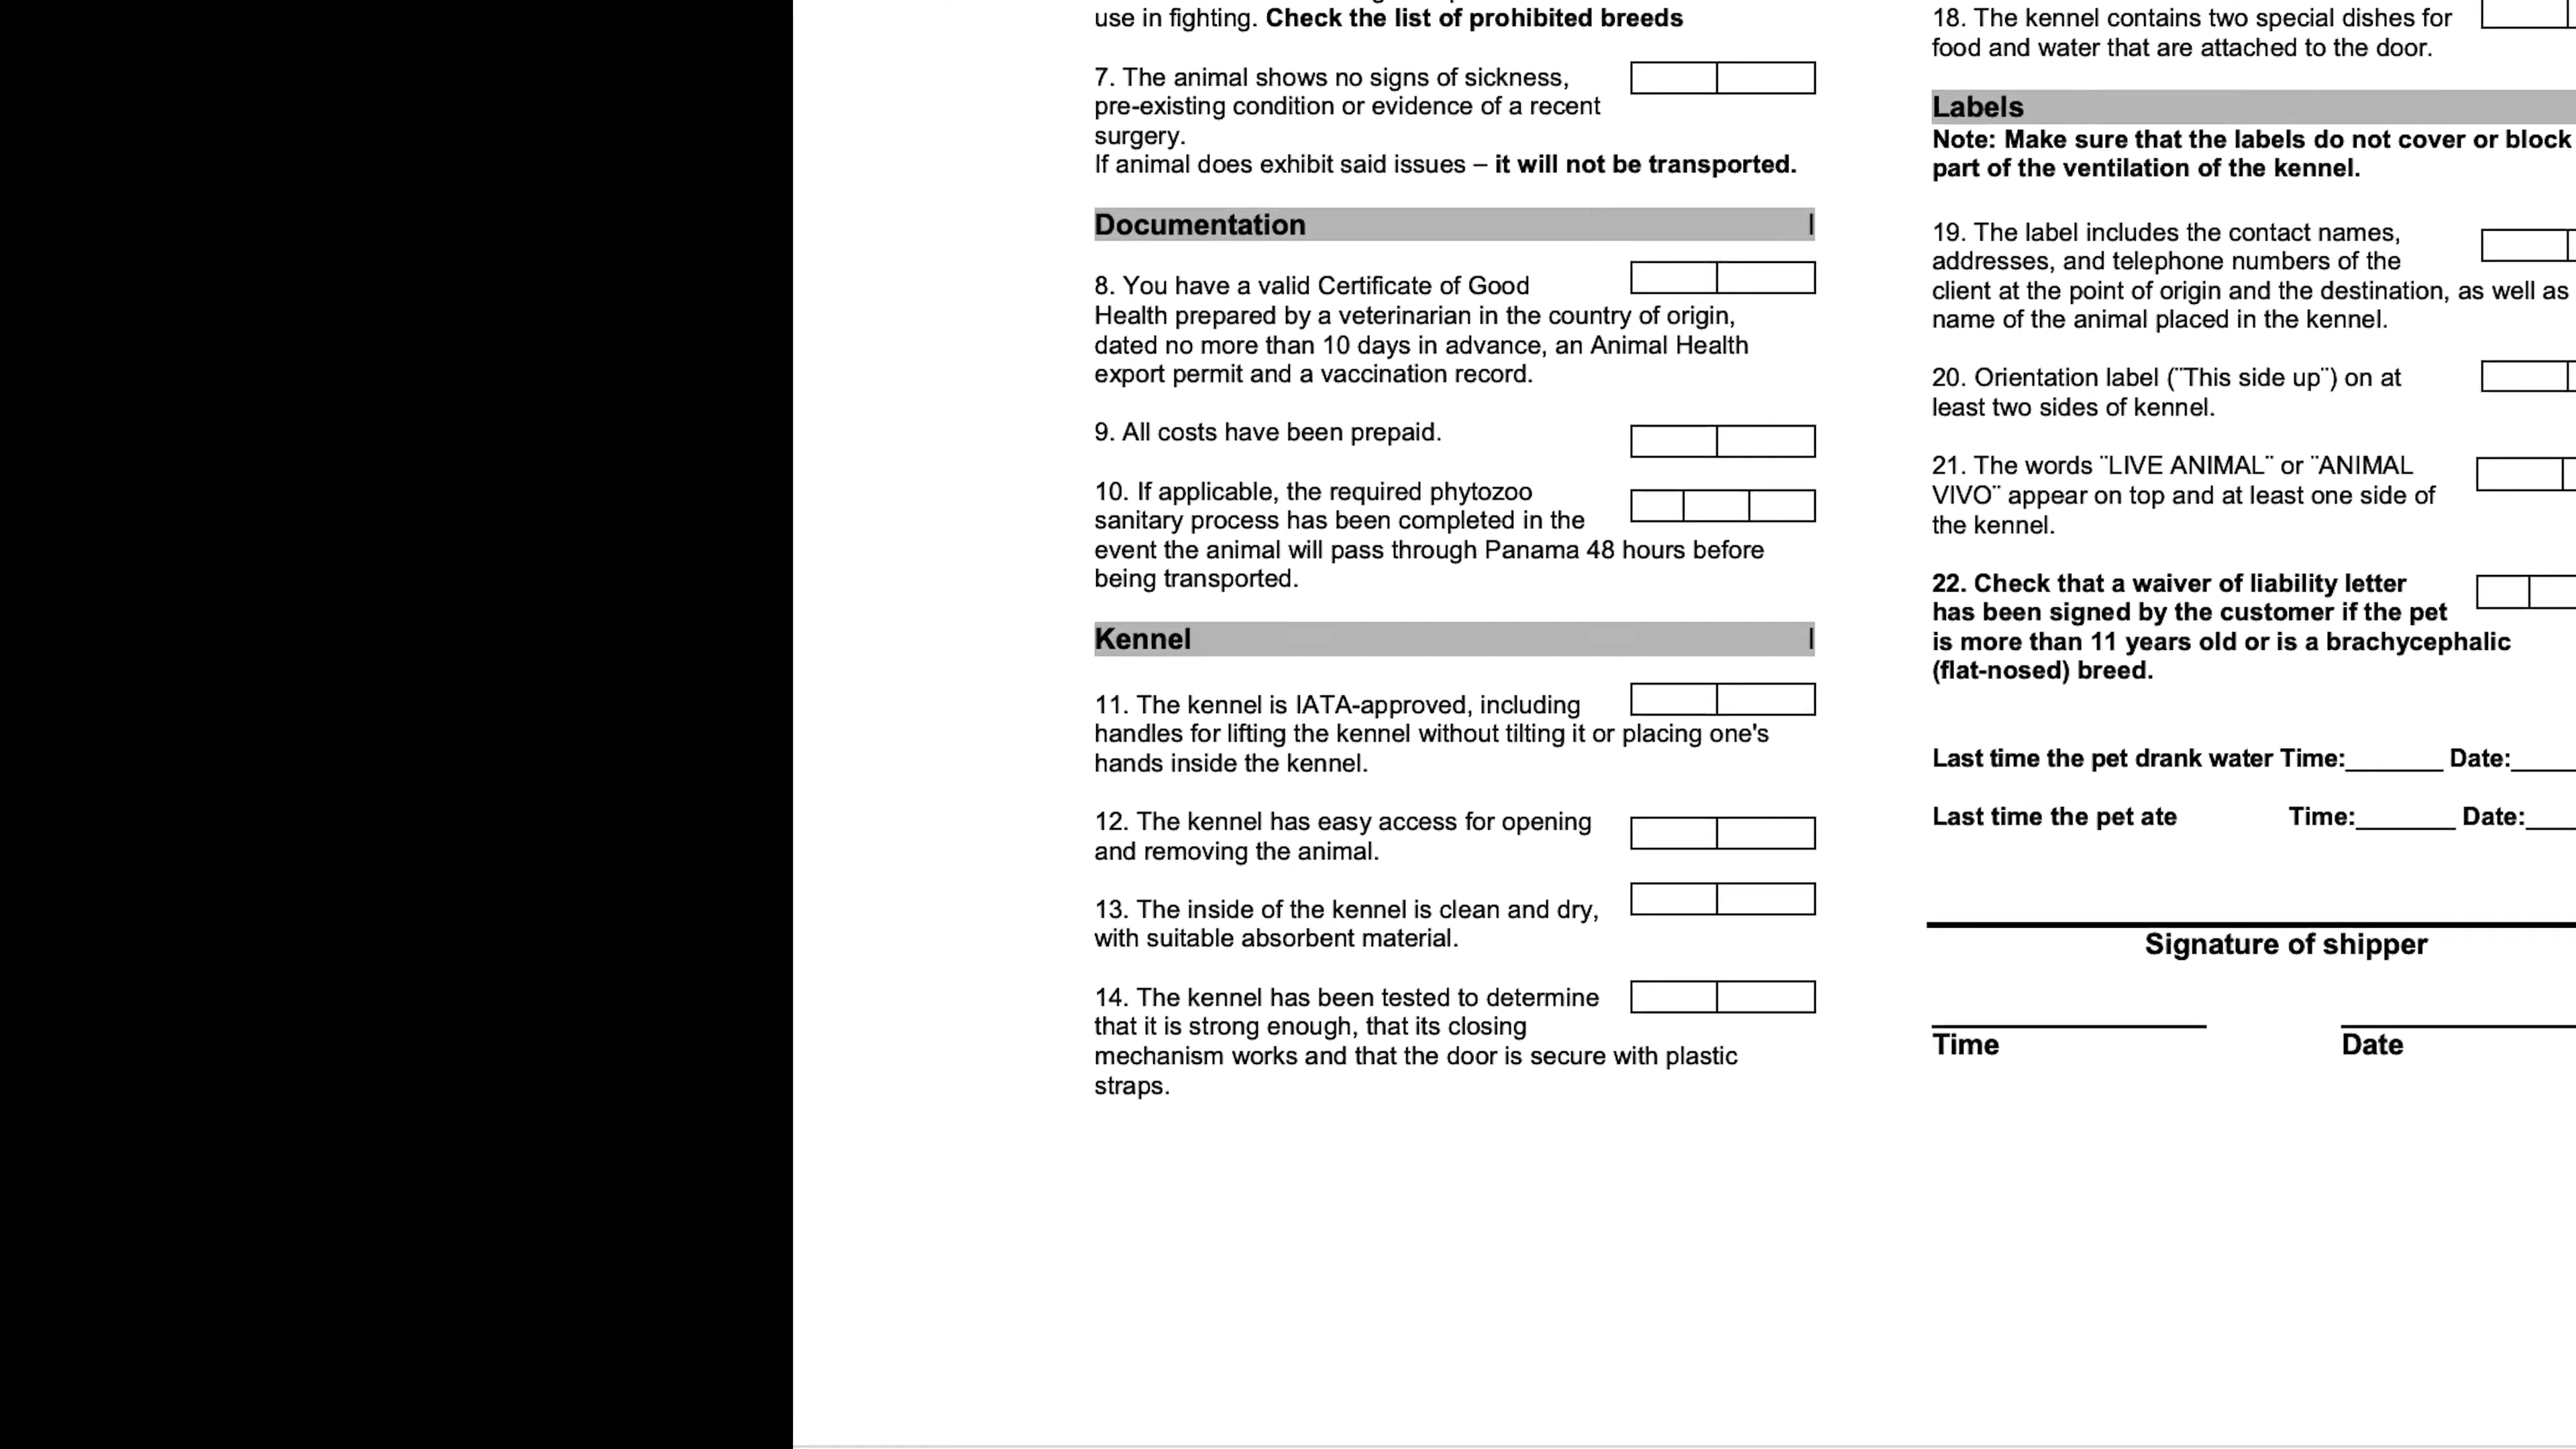 use in fighting. Check the list of prohibited breeds
7. The animal shows no signs of sickness,
pre-existing condition or evidence of a recent
surgery.
If animal does exhibit said issues – it will not be transported.
Documentation
8. You have a valid Certificate of Good
Health prepared by a veterinarian in the country of origin,
dated no more than 10 days in advance, an Animal Health
export permit and a vaccination record.
9. All costs have been prepaid.
10. If applicable, the required phytozoo
sanitary process has been completed in the
event the animal will pass through Panama 48 hours before
being transported.
Kennel
11. The kennel is IATA-approved, including
handles for lifting the kennel without tilting it or placing one's
hands inside the kennel.
12. The kennel has easy access for opening
and removing the animal.
13. The inside of the kennel is clean and dry,
with suitable absorbent material.
14. The kennel has been tested to determine
that it is strong enough, that its closing
mechanism works and that the door is secure with plastic
straps.
18. The kennel contains two special dishes for
food and water that are attached to the door.
Labels
Note: Make sure that the labels do not cover or block
part of the ventilation of the kennel.
19. The label includes the contact names,
addresses, and telephone numbers of the
client at the point of origin and the destination, as well as
name of the animal placed in the kennel.
20. Orientation label (¨This side up¨) on at
least two sides of kennel.
21. The words ¨LIVE ANIMAL¨ or ¨ANIMAL
VIVO¨ appear on top and at least one side of
the kennel.
22. Check that a waiver of liability letter
has been signed by the customer if the pet
is more than 11 years old or is a brachycephalic
(flat-nosed) breed.
Last time the pet drank water Time:_______ Date:____
Last time the pet ate Time:_______ Date:____
Signature of shipper
Time Date